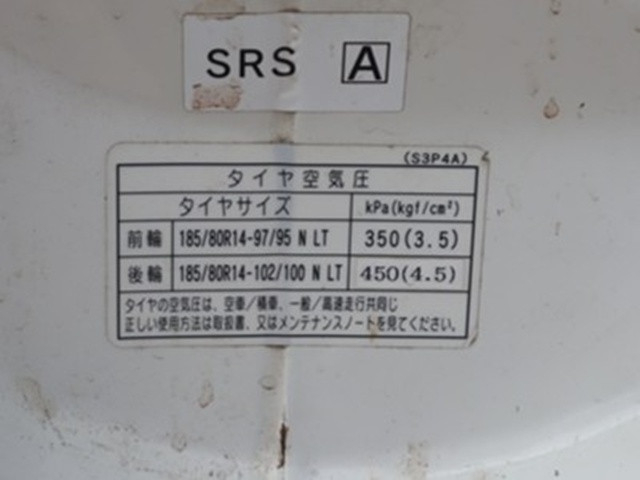 SRS A
(S3P4A)
タイヤ空気圧
タイヤサイズ kPa(kgf/cm²)
前輪 185/80R14-97/95 N LT 350(3.5)
後輪 185/80R14-102/100 N LT 450(4.5)
タイヤの空気圧は、空車/積車、一般/高速走行共同じ
正しい使用方法は取扱書、又はメンテナンスノートを見てください。